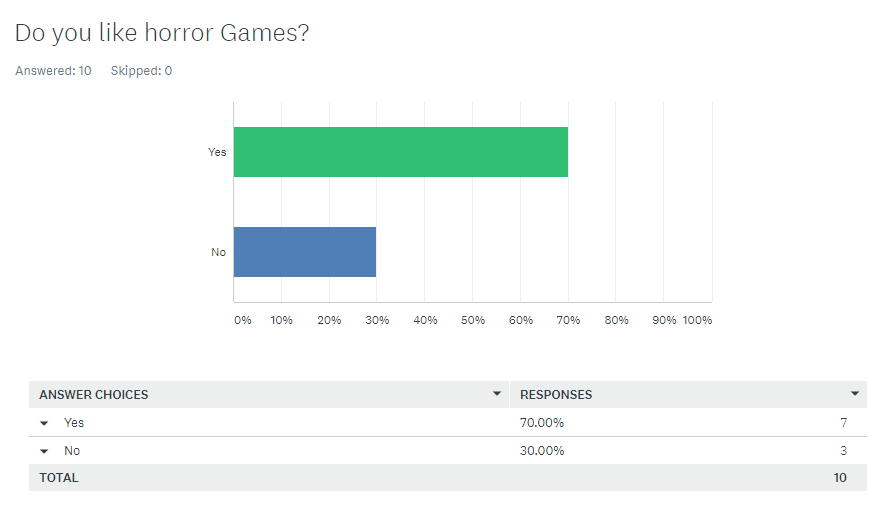 Do you like horror Games?
Answered: 10 Skipped: 0
Yes
No
0% 10% 20% 30% 40% 50% 60% 70% 80% 90% 100%
ANSWER CHOICES RESPONSES
Yes 70.00% 7
No 30.00% 3
TOTAL 10